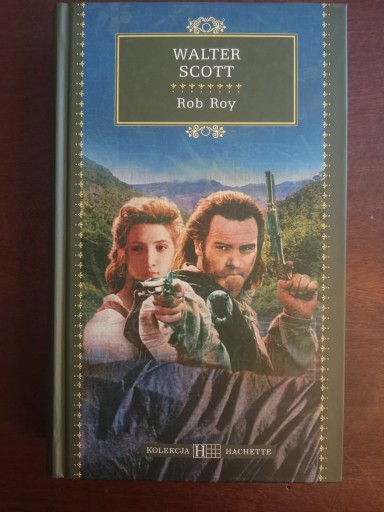 WALTER
SCOTT
Rob Roy
KOLEKCJA H HACHETTE